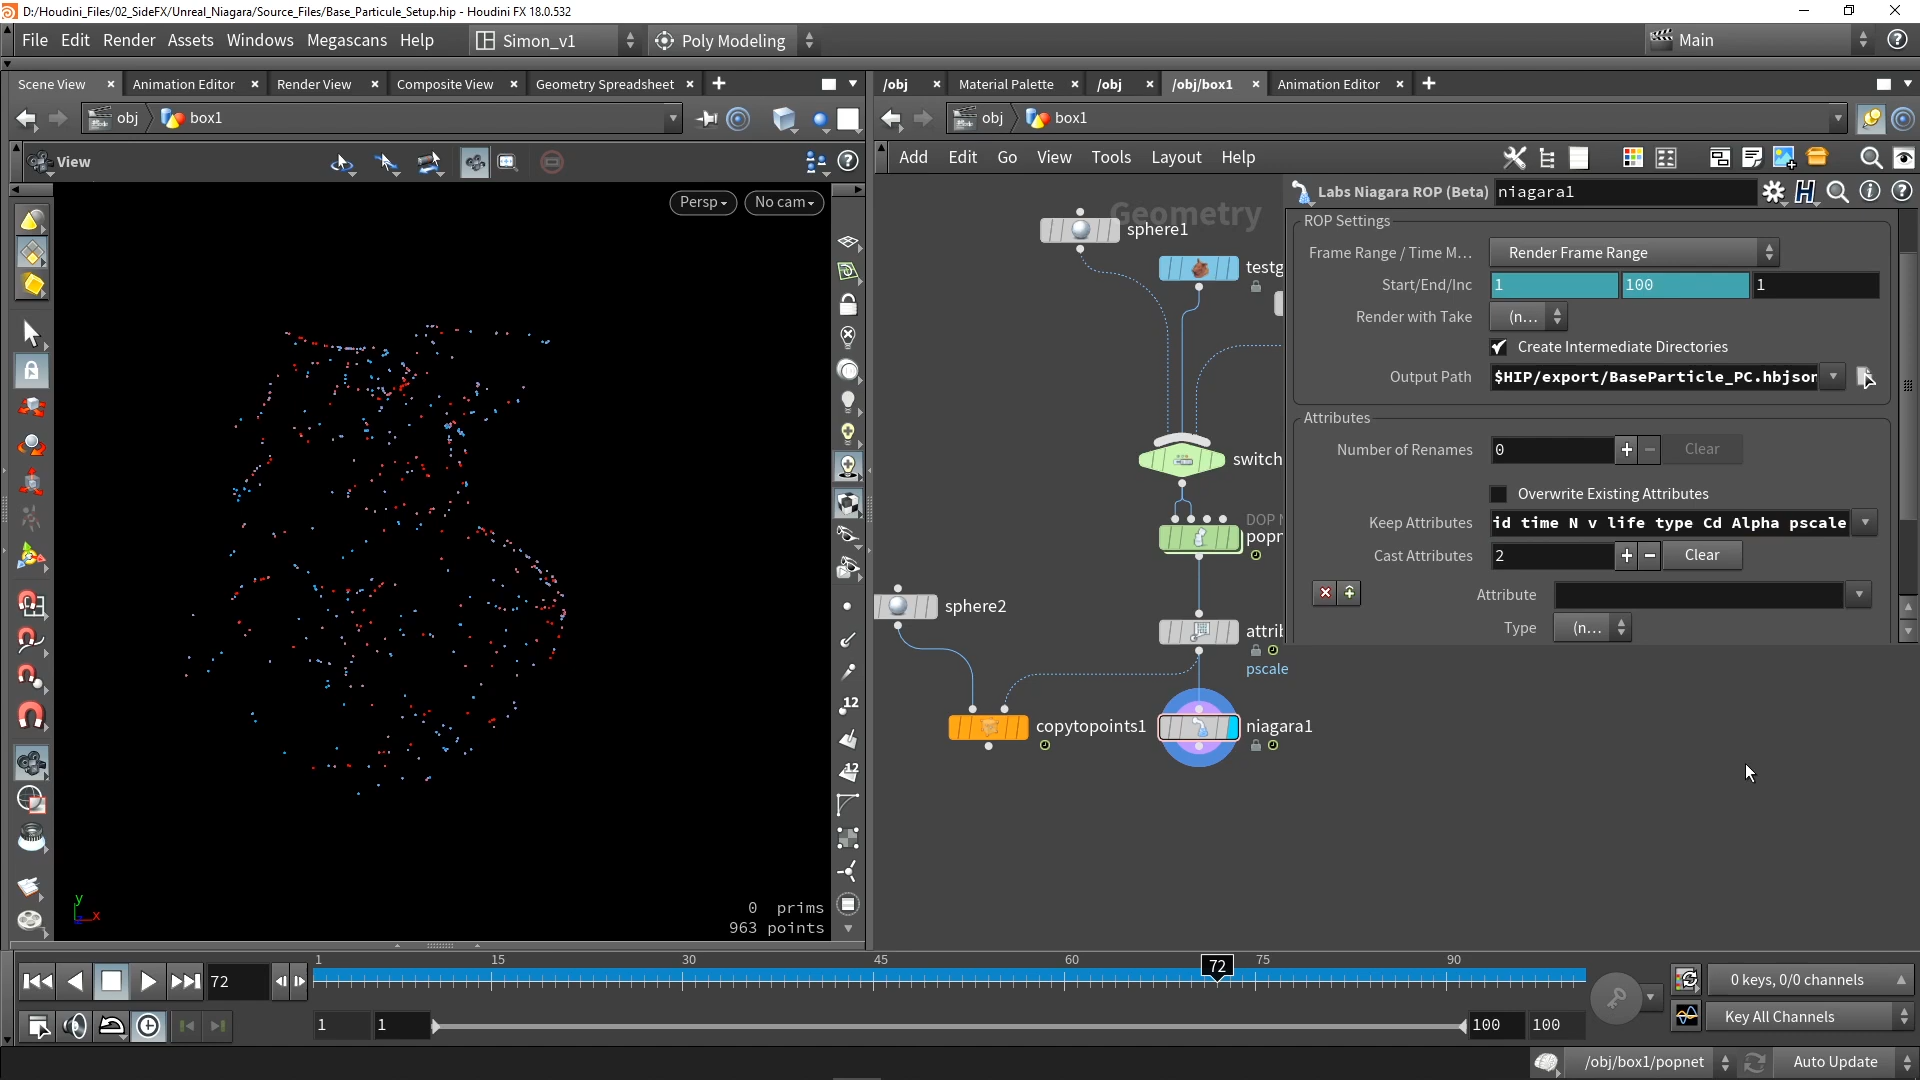 D:/Houdini_Files/02_SideFX/Unreal_Niagara/Source_Files/Base_Particule_Setup.hip - Houdini FX 18.0.532
File Edit Render Assets Windows Megascans Help Simon_v1 Poly Modeling Main
Scene View Animation Editor Render View Composite View Geometry Spreadsheet
/obj Material Palette /obj /obj/box1 Animation Editor
obj box1
obj box1
View
Add Edit Go View Tools Layout Help
Persp No cam
Geometry
sphere1
testg
switch
DOP N
popn
sphere2
attrib
pscale
copytopoints1
niagara1
Labs Niagara ROP (Beta) niagara1
ROP Settings
Frame Range / Time M... Render Frame Range
Start/End/Inc 1 100 1
Render with Take (n...
Create Intermediate Directories
Output Path $HIP/export/BaseParticle_PC.hbjson
Attributes
Number of Renames 0 Clear
Overwrite Existing Attributes
Keep Attributes id time N v life type Cd Alpha pscale
Cast Attributes 2 Clear
Attribute
Type (n...
12
12
y
x
0 prims
963 points
1 15 30 45 60 72 75 90
72
0 keys, 0/0 channels
1 1 100 100
Key All Channels
/obj/box1/popnet Auto Update